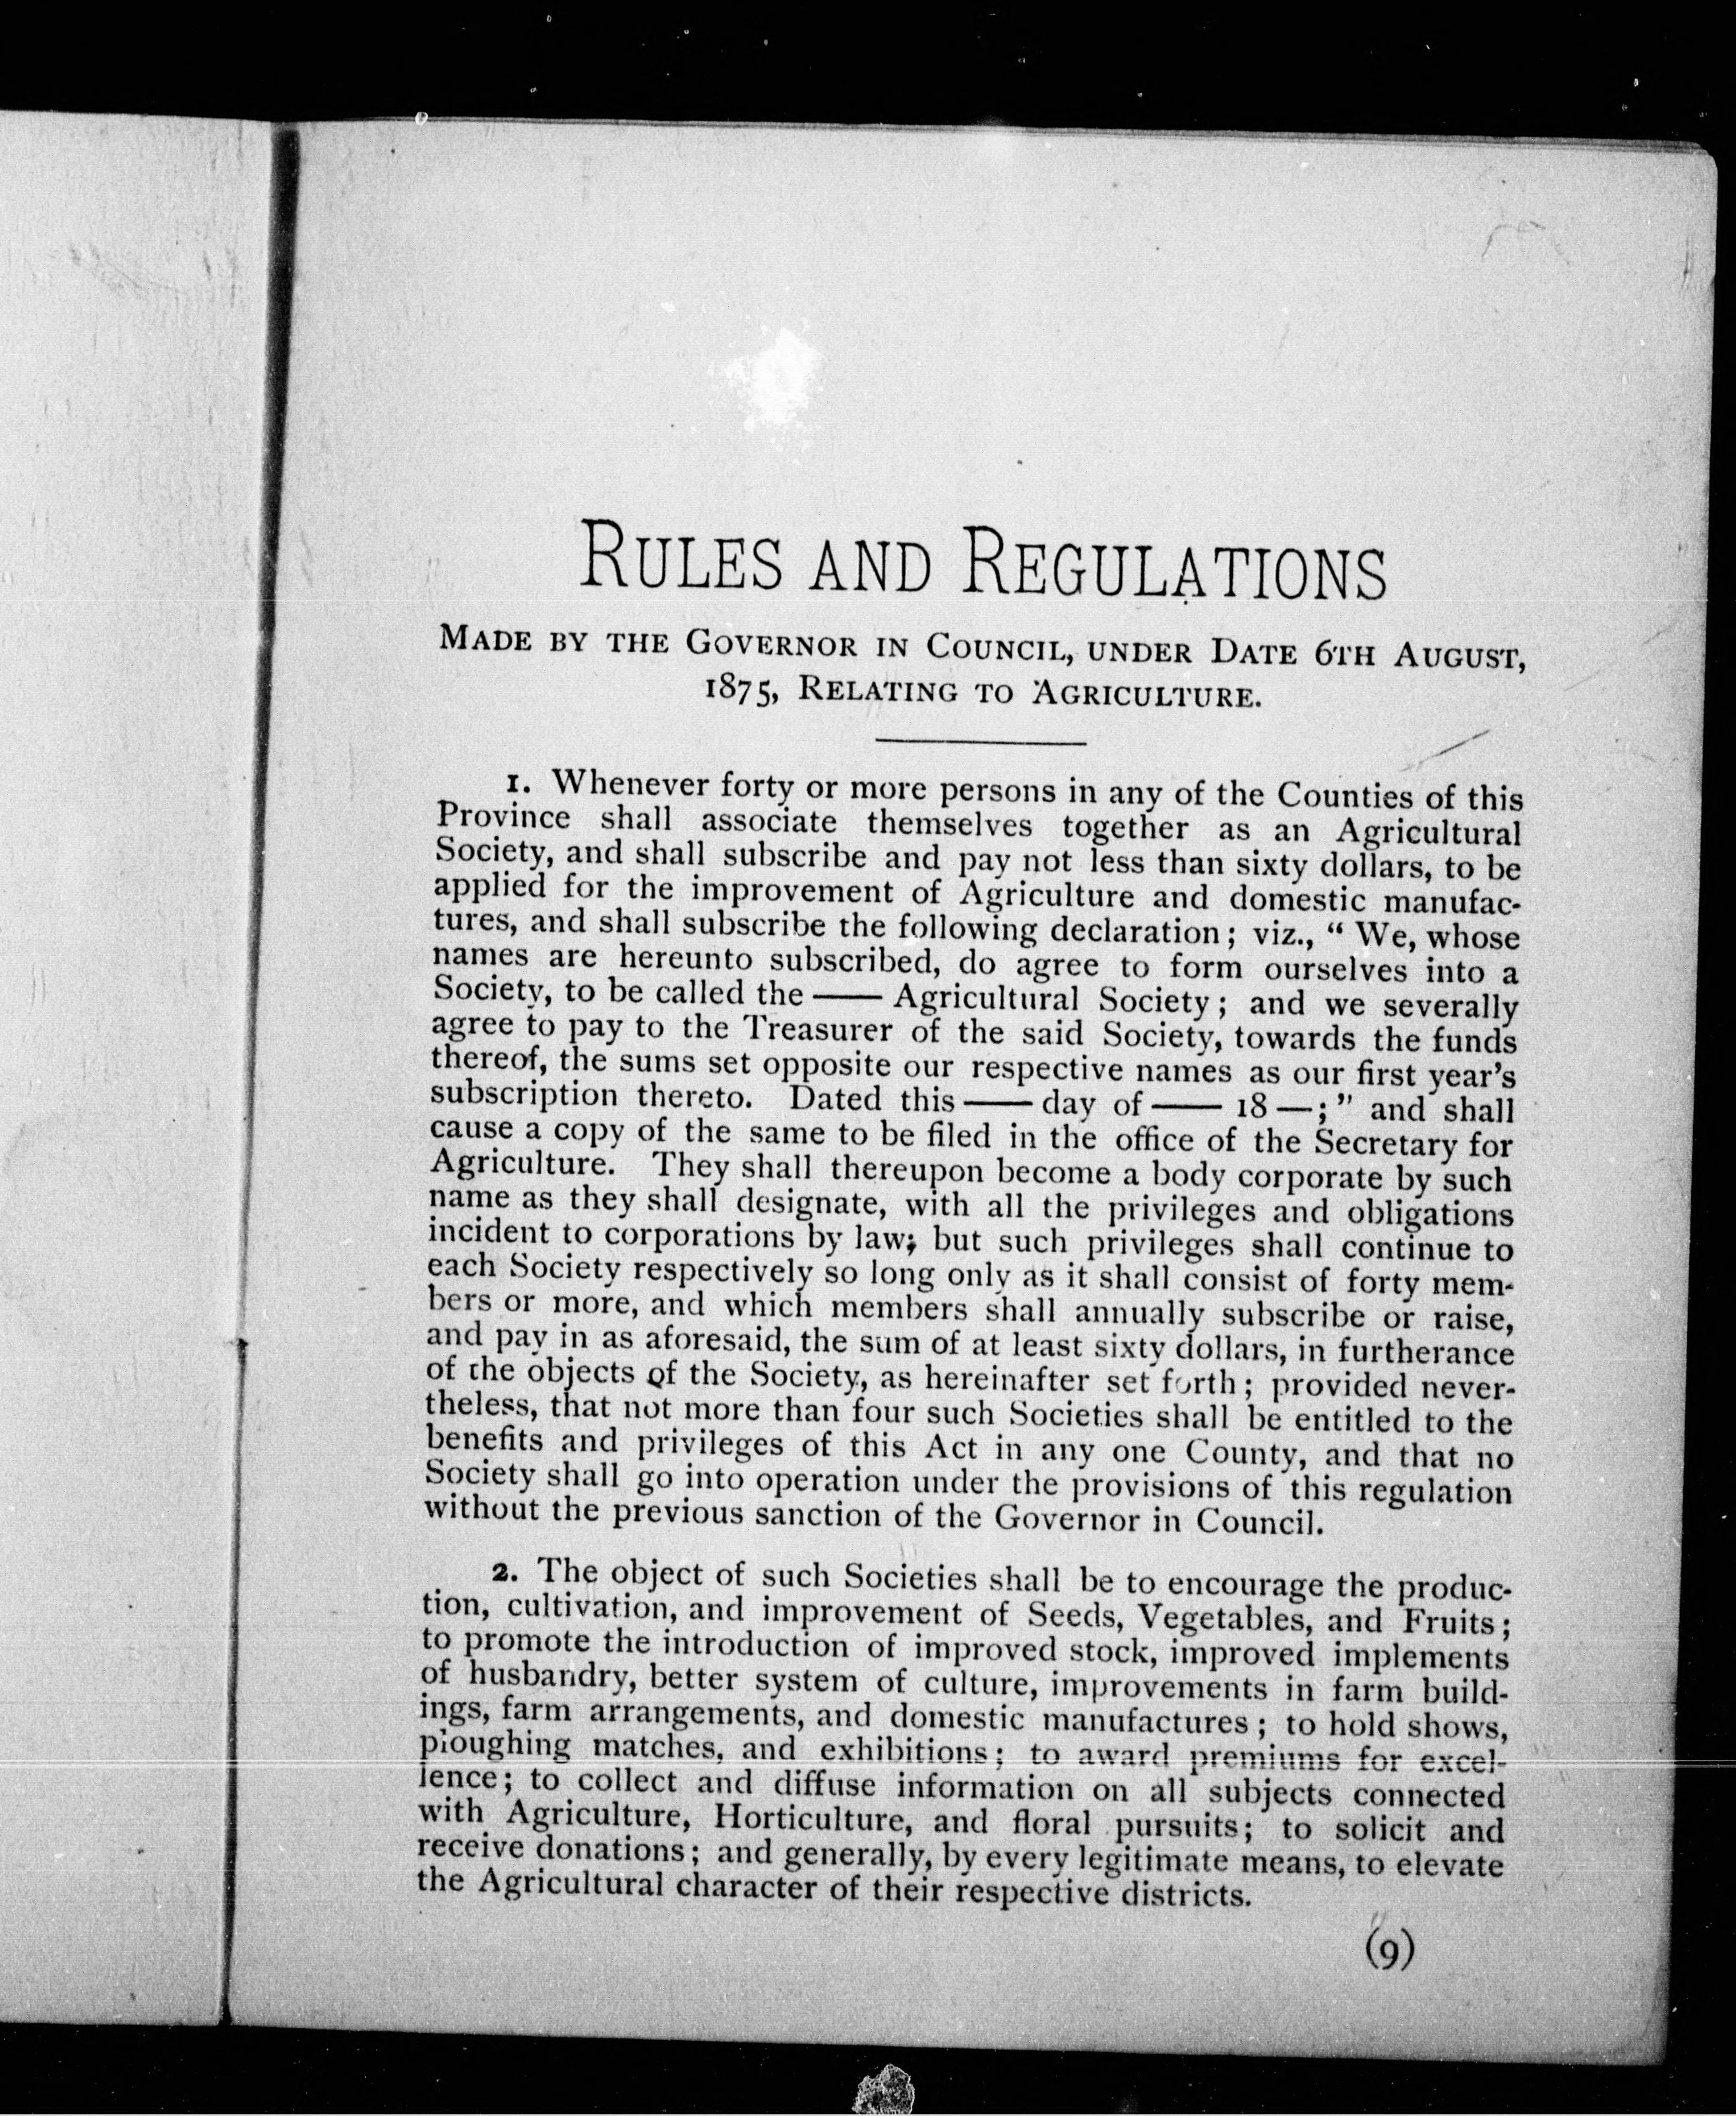 RULES AND REGULATIONS
MADE BY THE GOVERNOR IN COUNCIL, UNDER DATE 6TH AUGUST,
1875, RELATING TO AGRICULTURE.
1. Whenever forty or more persons in any of the Counties of this
Province shall associate themselves together as an Agricultural
Society, and shall subscribe and pay not less than sixty dollars, to be
applied for the improvement of Agriculture and domestic manufac-
tures, and shall subscribe the following declaration; viz., “ We, whose
names are hereunto subscribed, do agree to form ourselves into a
Society, to be called the —— Agricultural Society; and we severally
agree to pay to the Treasurer of the said Society, towards the funds
thereof, the sums set opposite our respective names as our first year's
subscription thereto. Dated this —— day of —— 18 —;” and shall
cause a copy of the same to be filed in the office of the Secretary for
Agriculture. They shall thereupon become a body corporate by such
name as they shall designate, with all the privileges and obligations
incident to corporations by law; but such privileges shall continue to
each Society respectively so long only as it shall consist of forty mem-
bers or more, and which members shall annually subscribe or raise,
and pay in as aforesaid, the sum of at least sixty dollars, in furtherance
of the objects of the Society, as hereinafter set forth; provided never-
theless, that not more than four such Societies shall be entitled to the
benefits and privileges of this Act in any one County, and that no
Society shall go into operation under the provisions of this regulation
without the previous sanction of the Governor in Council.
2. The object of such Societies shall be to encourage the produc-
tion, cultivation, and improvement of Seeds, Vegetables, and Fruits;
to promote the introduction of improved stock, improved implements
of husbandry, better system of culture, improvements in farm build-
ings, farm arrangements, and domestic manufactures; to hold shows,
ploughing matches, and exhibitions; to award premiums for excel-
lence; to collect and diffuse information on all subjects connected
with Agriculture, Horticulture, and floral pursuits; to solicit and
receive donations; and generally, by every legitimate means, to elevate
the Agricultural character of their respective districts.
(9)